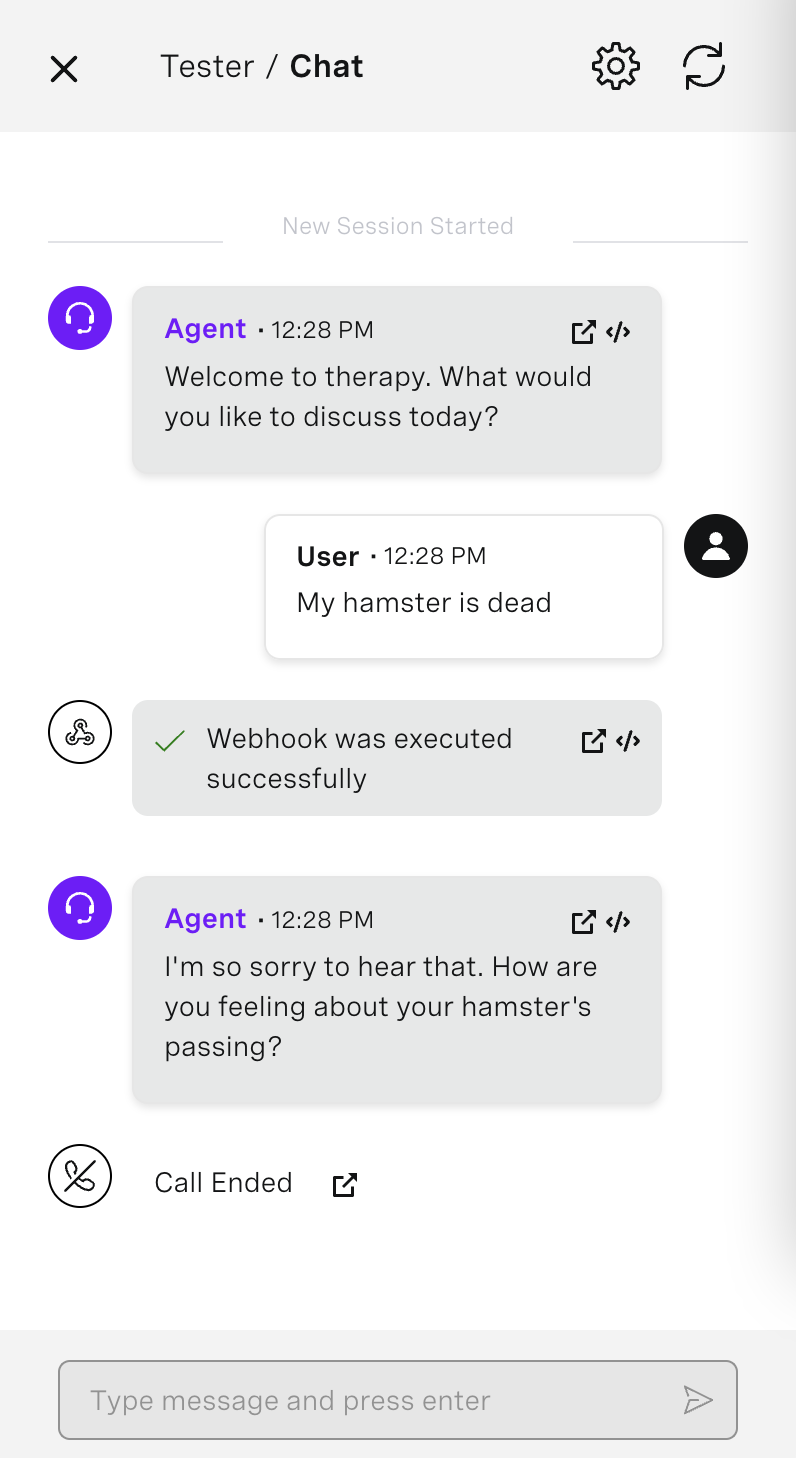 Tester / Chat
New Session Started
Agent · 12:28 PM
Welcome to therapy. What would
you like to discuss today?
User · 12:28 PM
My hamster is dead
Webhook was executed
successfully
Agent · 12:28 PM
I'm so sorry to hear that. How are
you feeling about your hamster's
passing?
Call Ended
Type message and press enter